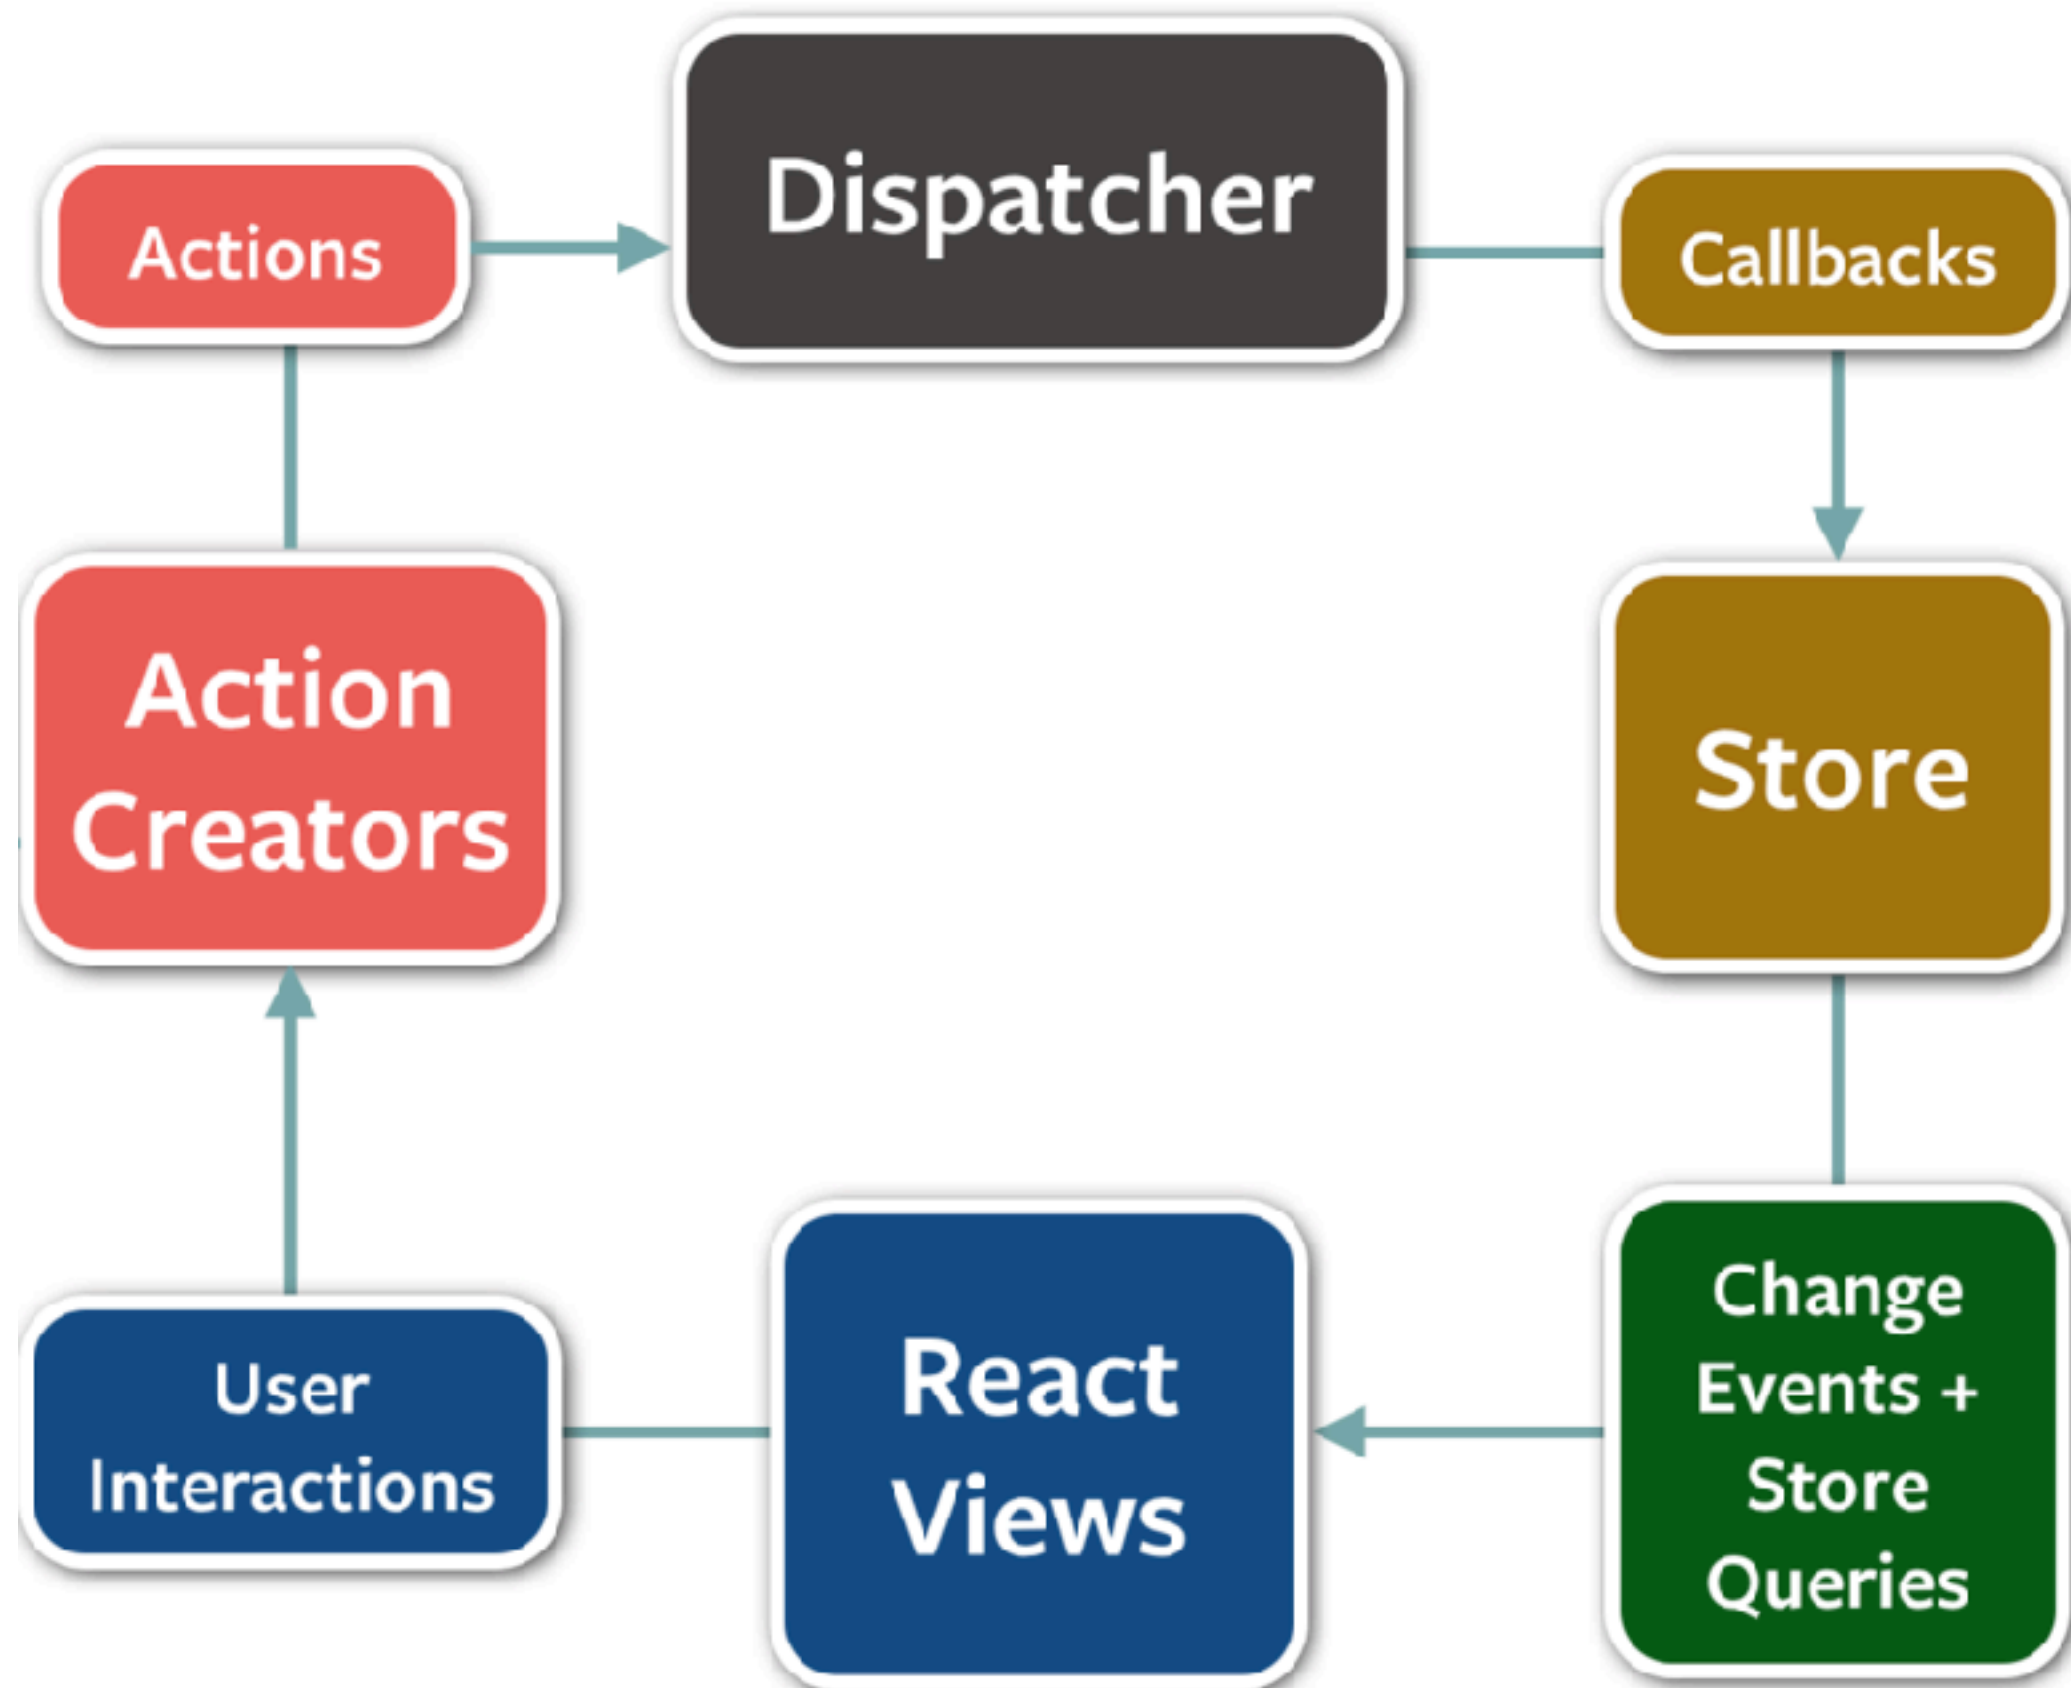 Dispatcher
Actions
Callbacks
Action
Creators
Store
User
Interactions
React
Views
Change
Events +
Store
Queries